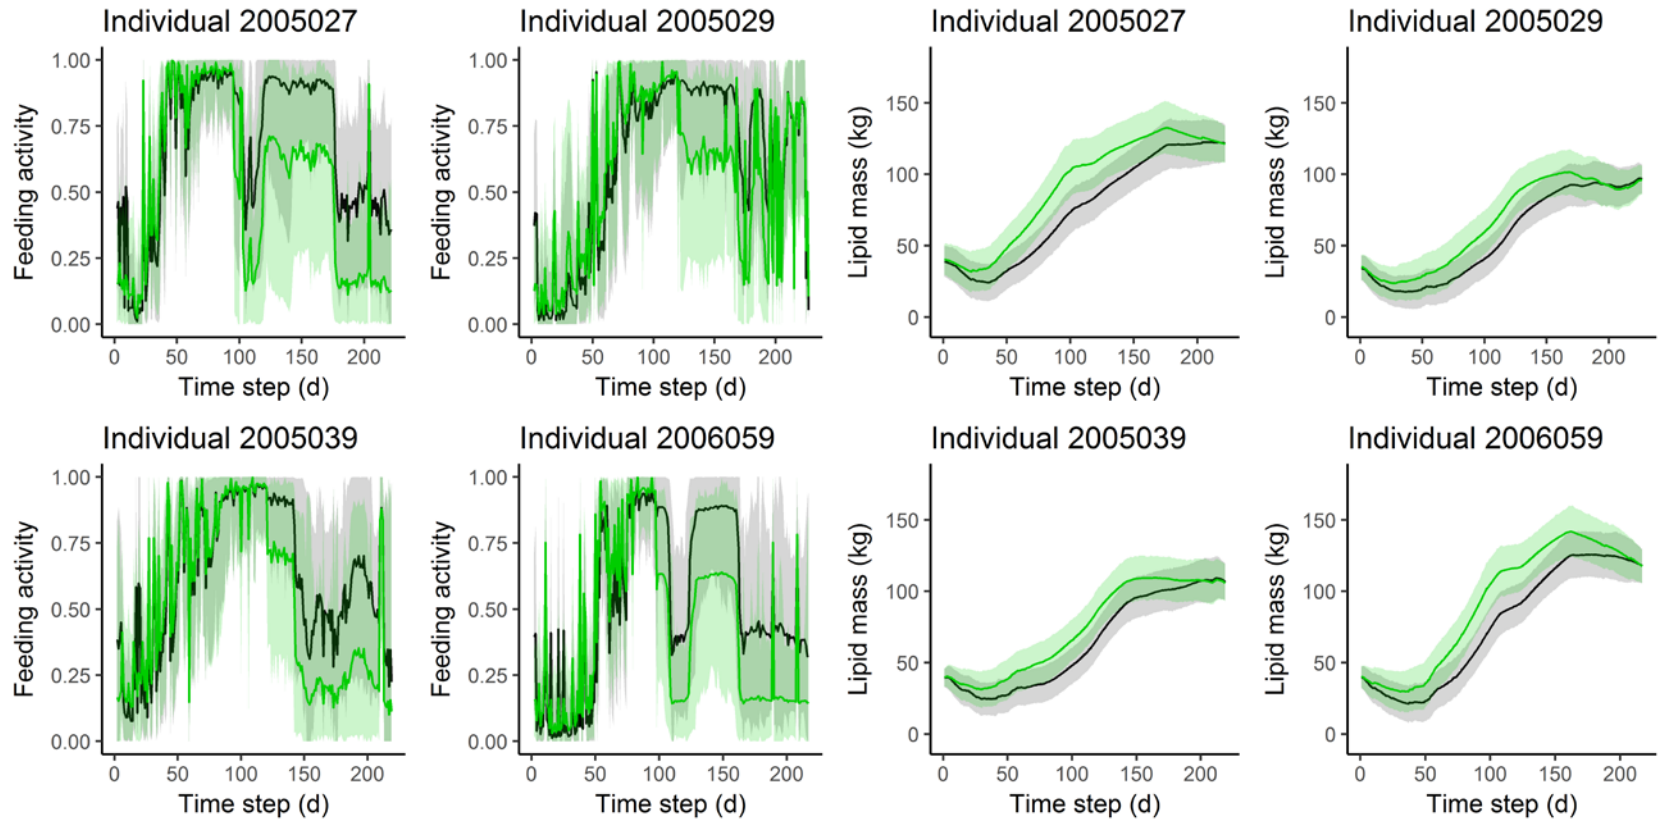 Individual 2005027
Individual 2005029
Individual 2005027
Individual 2005029
Feeding activity
1.00
0.75
0.50
0.25
0.00
0 50 100 150 200
Time step (d)
Feeding activity
1.00
0.75
0.50
0.25
0.00
0 50 100 150 200
Time step (d)
Lipid mass (kg)
150
100
50
0
0 50 100 150 200
Time step (d)
Lipid mass (kg)
150
100
50
0
0 50 100 150 200
Time step (d)
Individual 2005039
Individual 2006059
Individual 2005039
Individual 2006059
Feeding activity
1.00
0.75
0.50
0.25
0.00
0 50 100 150 200
Time step (d)
Feeding activity
1.00
0.75
0.50
0.25
0.00
0 50 100 150 200
Time step (d)
Lipid mass (kg)
150
100
50
0
0 50 100 150 200
Time step (d)
Lipid mass (kg)
150
100
50
0
0 50 100 150 200
Time step (d)